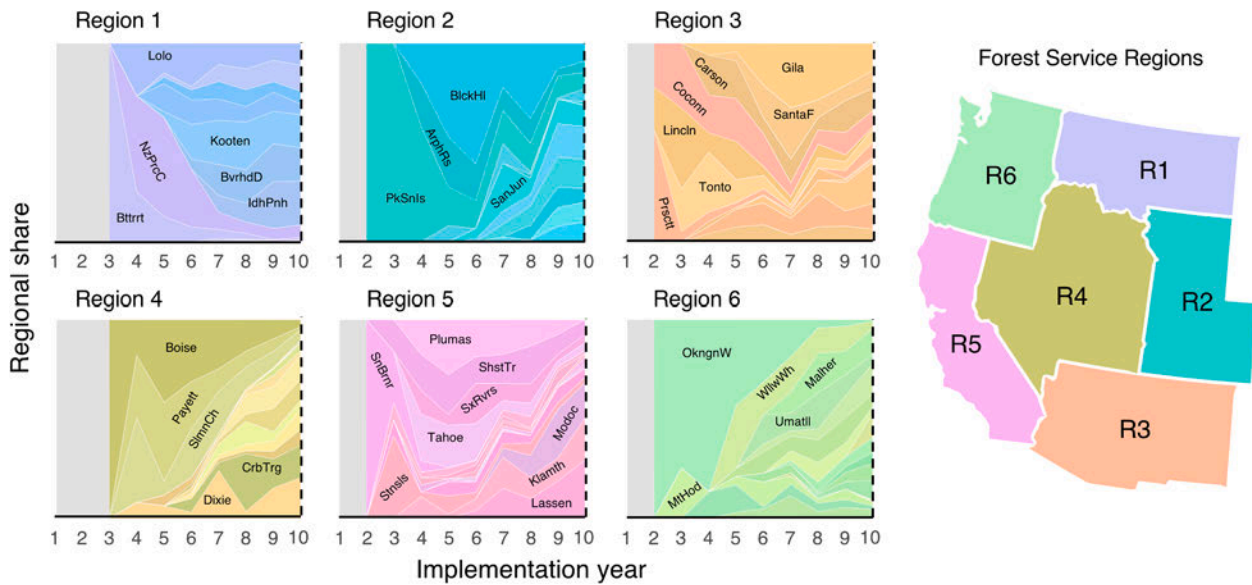 Region 1
Region 2
Region 3
Forest Service Regions
Regional share
Lolo
NzPrcC
Kooten
BvrhdD
IdhPnh
Bttrrt
BlckHl
ArphRs
PkSnIs
SanJun
Carson
Gila
Coconn
SantaF
Lincln
Tonto
Prsctt
1 2 3 4 5 6 7 8 9 10
1 2 3 4 5 6 7 8 9 10
1 2 3 4 5 6 7 8 9 10
Region 4
Region 5
Region 6
Boise
Payett
SlmnCh
CrbTrg
Dixie
SnBrnr
Plumas
ShstTr
SxRvrs
Tahoe
Modoc
Stnsls
Klamth
Lassen
OkngnW
WllwWh
Malher
Umatil
MtHod
1 2 3 4 5 6 7 8 9 10
1 2 3 4 5 6 7 8 9 10
1 2 3 4 5 6 7 8 9 10
Implementation year
R6
R1
R4
R2
R5
R3